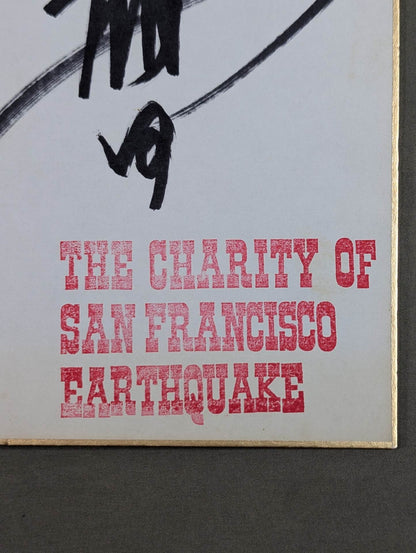 THE CHARITY OF
SAN FRANCISCO
EARTHQUAKE